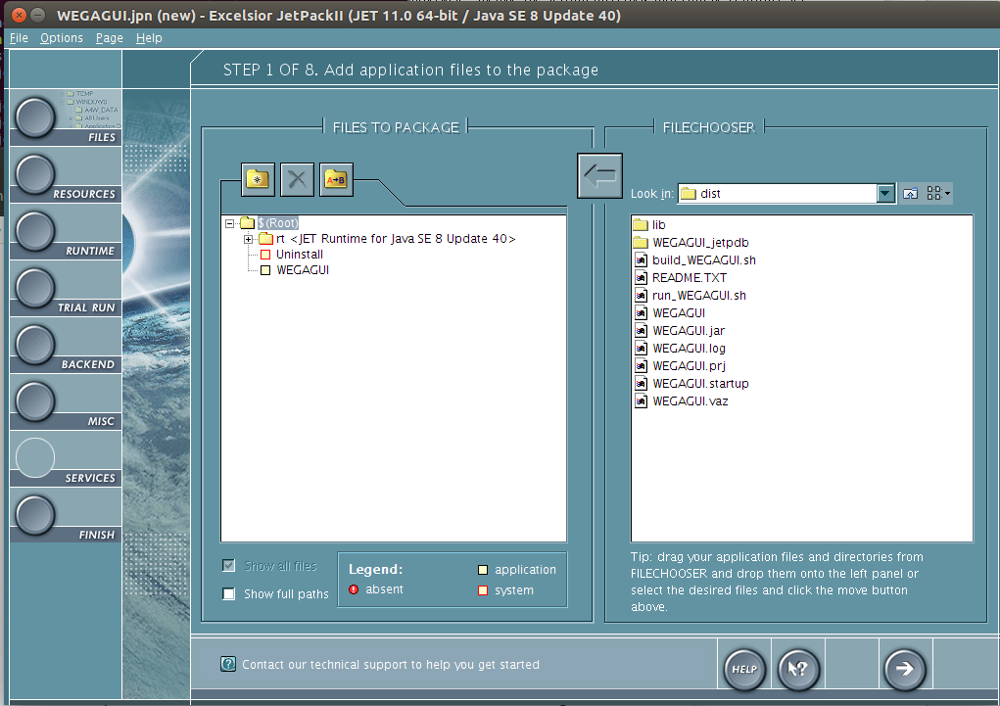 WEGAGUI.jpn (new) - Excelsior JetPackII (JET 11.0 64-bit / Java SE 8 Update 40)
File Options Page Help
STEP 1 OF 8. Add application files to the package
TEMP
WINDOWS
A4W_DATA
All Users
Application D
FILES
RESOURCES
RUNTIME
TRIAL RUN
BACKEND
MISC
SERVICES
FINISH
FILES TO PACKAGE
A→B
$(Root)
rt <JET Runtime for Java SE 8 Update 40>
Uninstall
WEGAGUI
Show all files
Show full paths
Legend:
absent
application
system
FILECHOOSER
Look in: dist
lib
WEGAGUI_jetpdb
build_WEGAGUI.sh
README.TXT
run_WEGAGUI.sh
WEGAGUI
WEGAGUI.jar
WEGAGUI.log
WEGAGUI.prj
WEGAGUI.startup
WEGAGUI.vaz
Tip: drag your application files and directories from
FILECHOOSER and drop them onto the left panel or
select the desired files and click the move button
above.
? Contact our technical support to help you get started
HELP
?